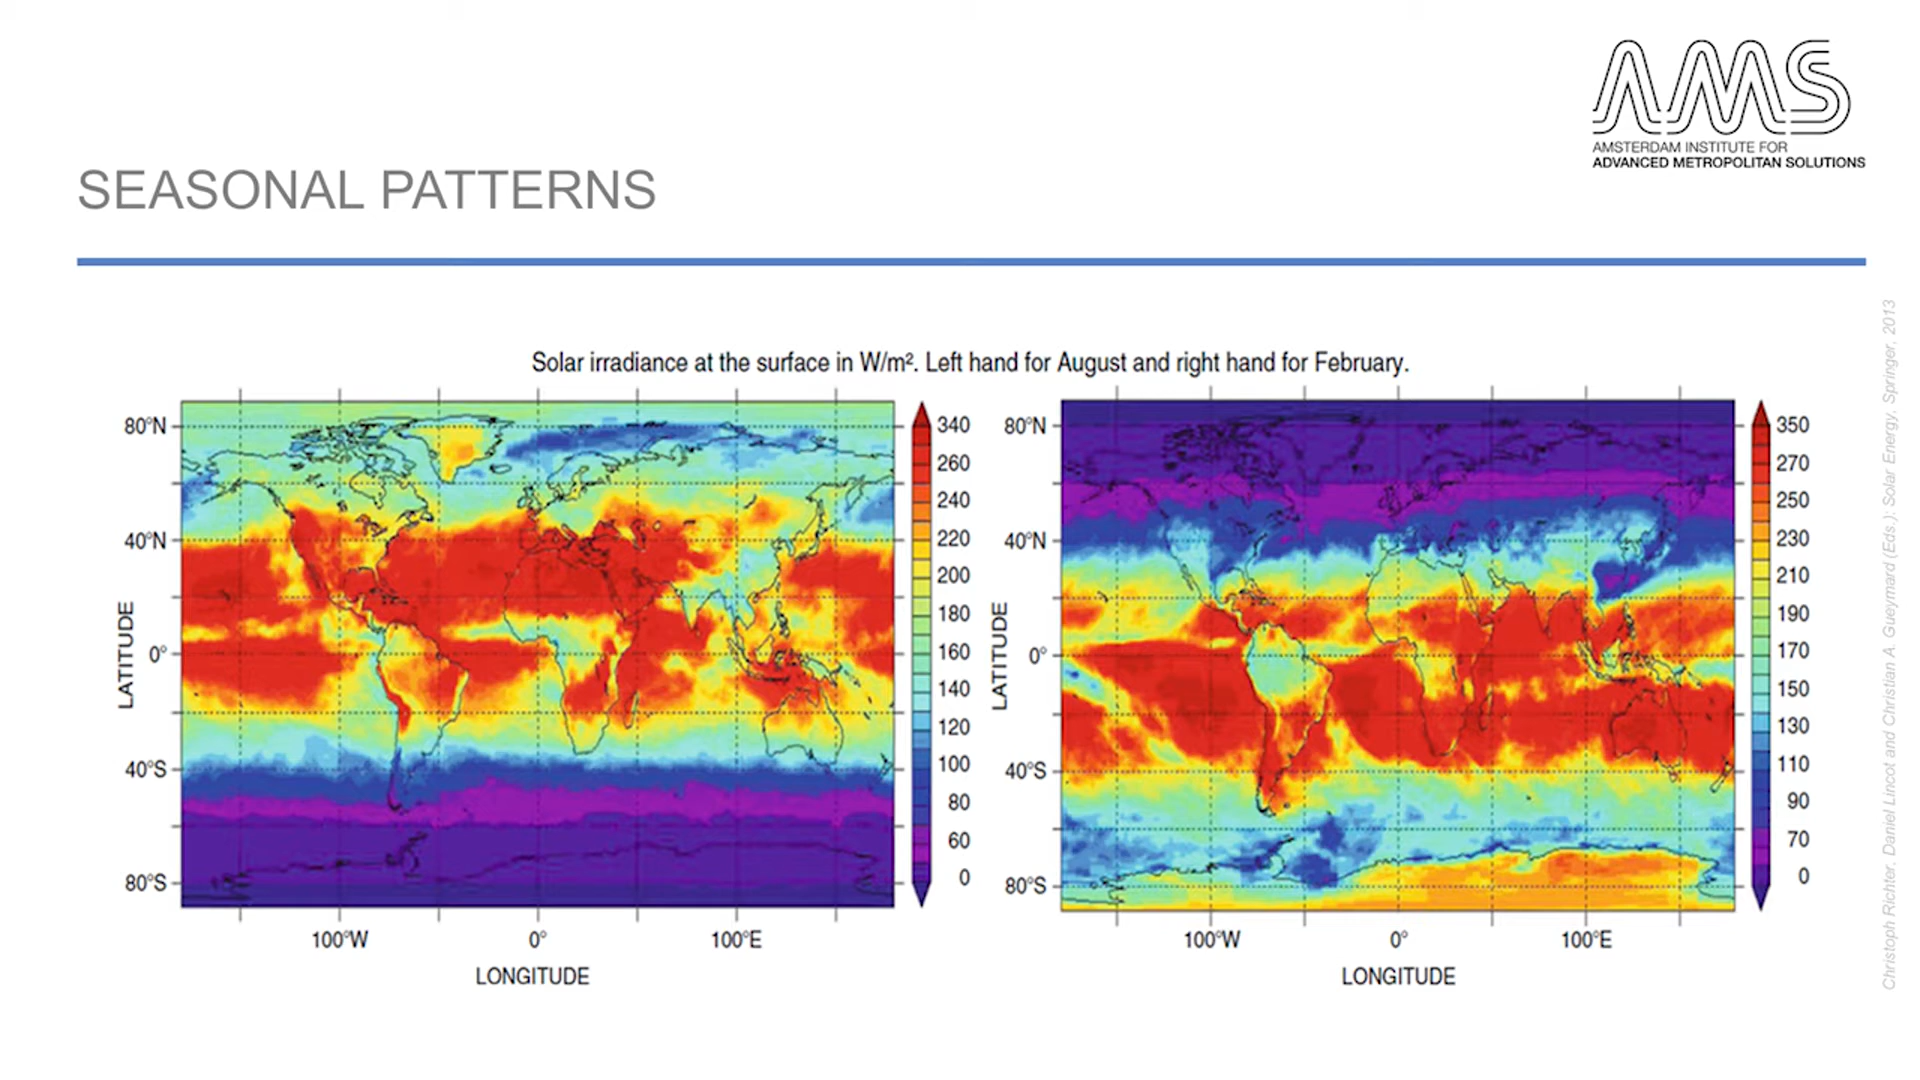 AMS
AMSTERDAM INSTITUTE FOR
ADVANCED METROPOLITAN SOLUTIONS
SEASONAL PATTERNS
Solar irradiance at the surface in W/m². Left hand for August and right hand for February.
80°N
40°N
0°
40°S
80°S
LATITUDE
100°W
0°
100°E
LONGITUDE
340
260
240
220
200
180
160
140
120
100
80
60
0
80°N
40°N
0°
40°S
80°S
LATITUDE
100°W
0°
100°E
LONGITUDE
350
270
250
230
210
190
170
150
130
110
90
70
0
Christoph Richter, Daniel Lincot and Christian A. Gueymard (Eds.): Solar Energy, Springer, 2013